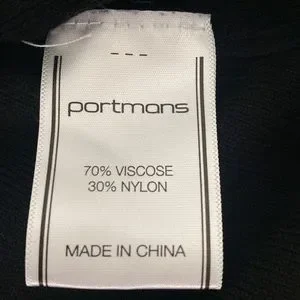 - - -
portmans
70% VISCOSE
30% NYLON
MADE IN CHINA